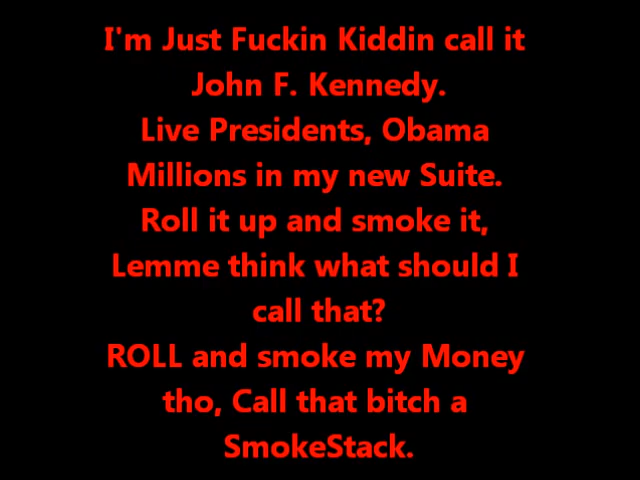 I'm Just Fuckin Kiddin call it
John F. Kennedy.
Live Presidents, Obama
Millions in my new Suite.
Roll it up and smoke it,
Lemme think what should I
call that?
ROLL and smoke my Money
tho, Call that bitch a
SmokeStack.